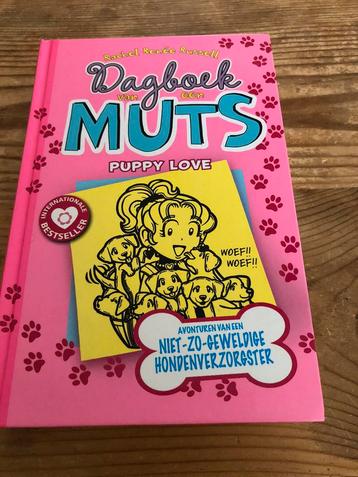 Rachel Renée Russell
Dagboek
van een
MUTS
PUPPY LOVE
INTERNATIONALE
BESTSELLER
WOEF!!
WOEF!!
AVONTUREN VAN EEN
NIET-ZO-GEWELDIGE
HONDENVERZORGSTER